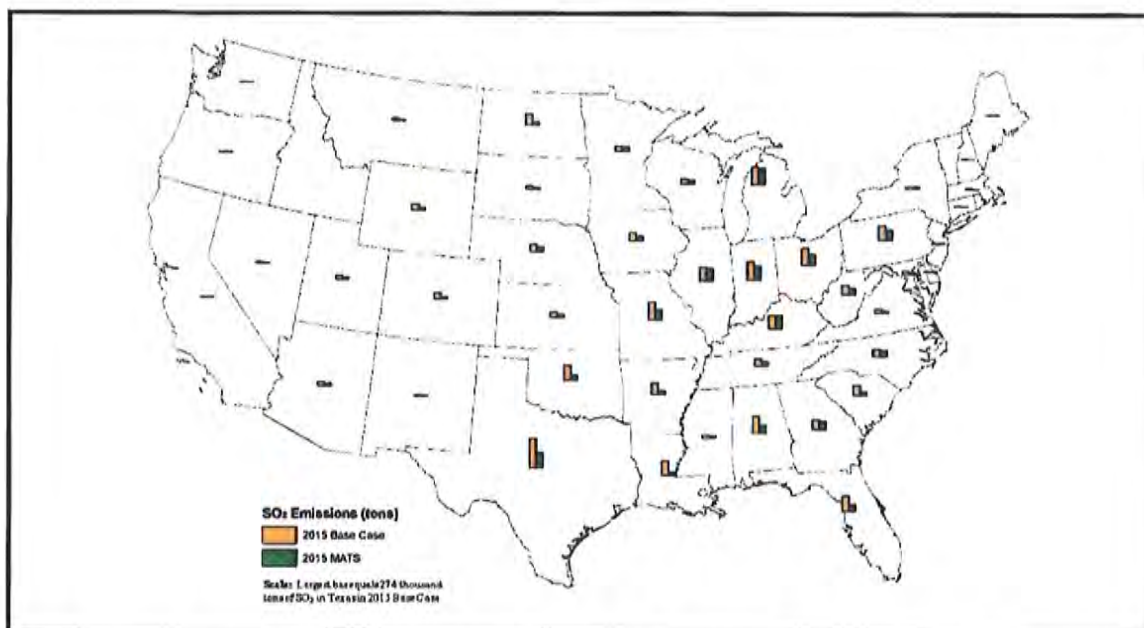 SO₂ Emissions (tons)
2015 Base Case
2015 MATS
Scale: Largest bar equals 274 thousand
tons of SO₂ in Texas in 2015 Base Case